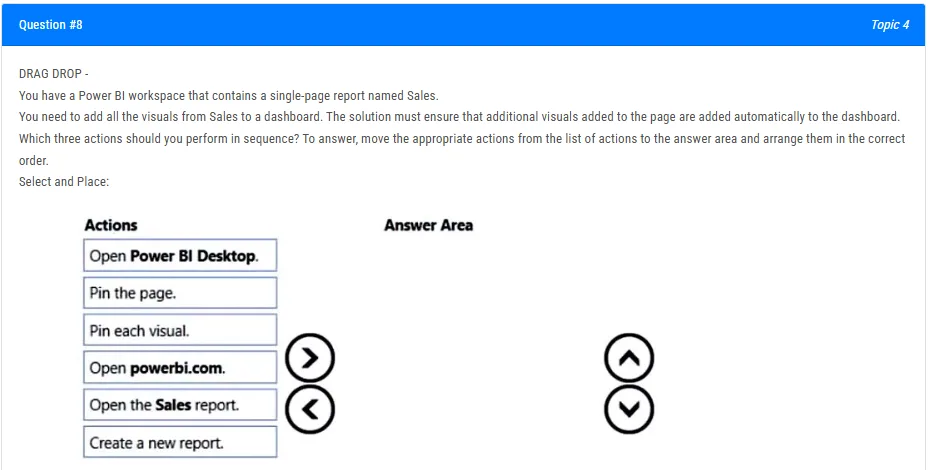 Question #8
Topic 4
DRAG DROP -
You have a Power BI workspace that contains a single-page report named Sales.
You need to add all the visuals from Sales to a dashboard. The solution must ensure that additional visuals added to the page are added automatically to the dashboard.
Which three actions should you perform in sequence? To answer, move the appropriate actions from the list of actions to the answer area and arrange them in the correct
order.
Select and Place:
Actions
Answer Area
Open Power BI Desktop.
Pin the page.
Pin each visual.
Open powerbi.com.
Open the Sales report.
Create a new report.